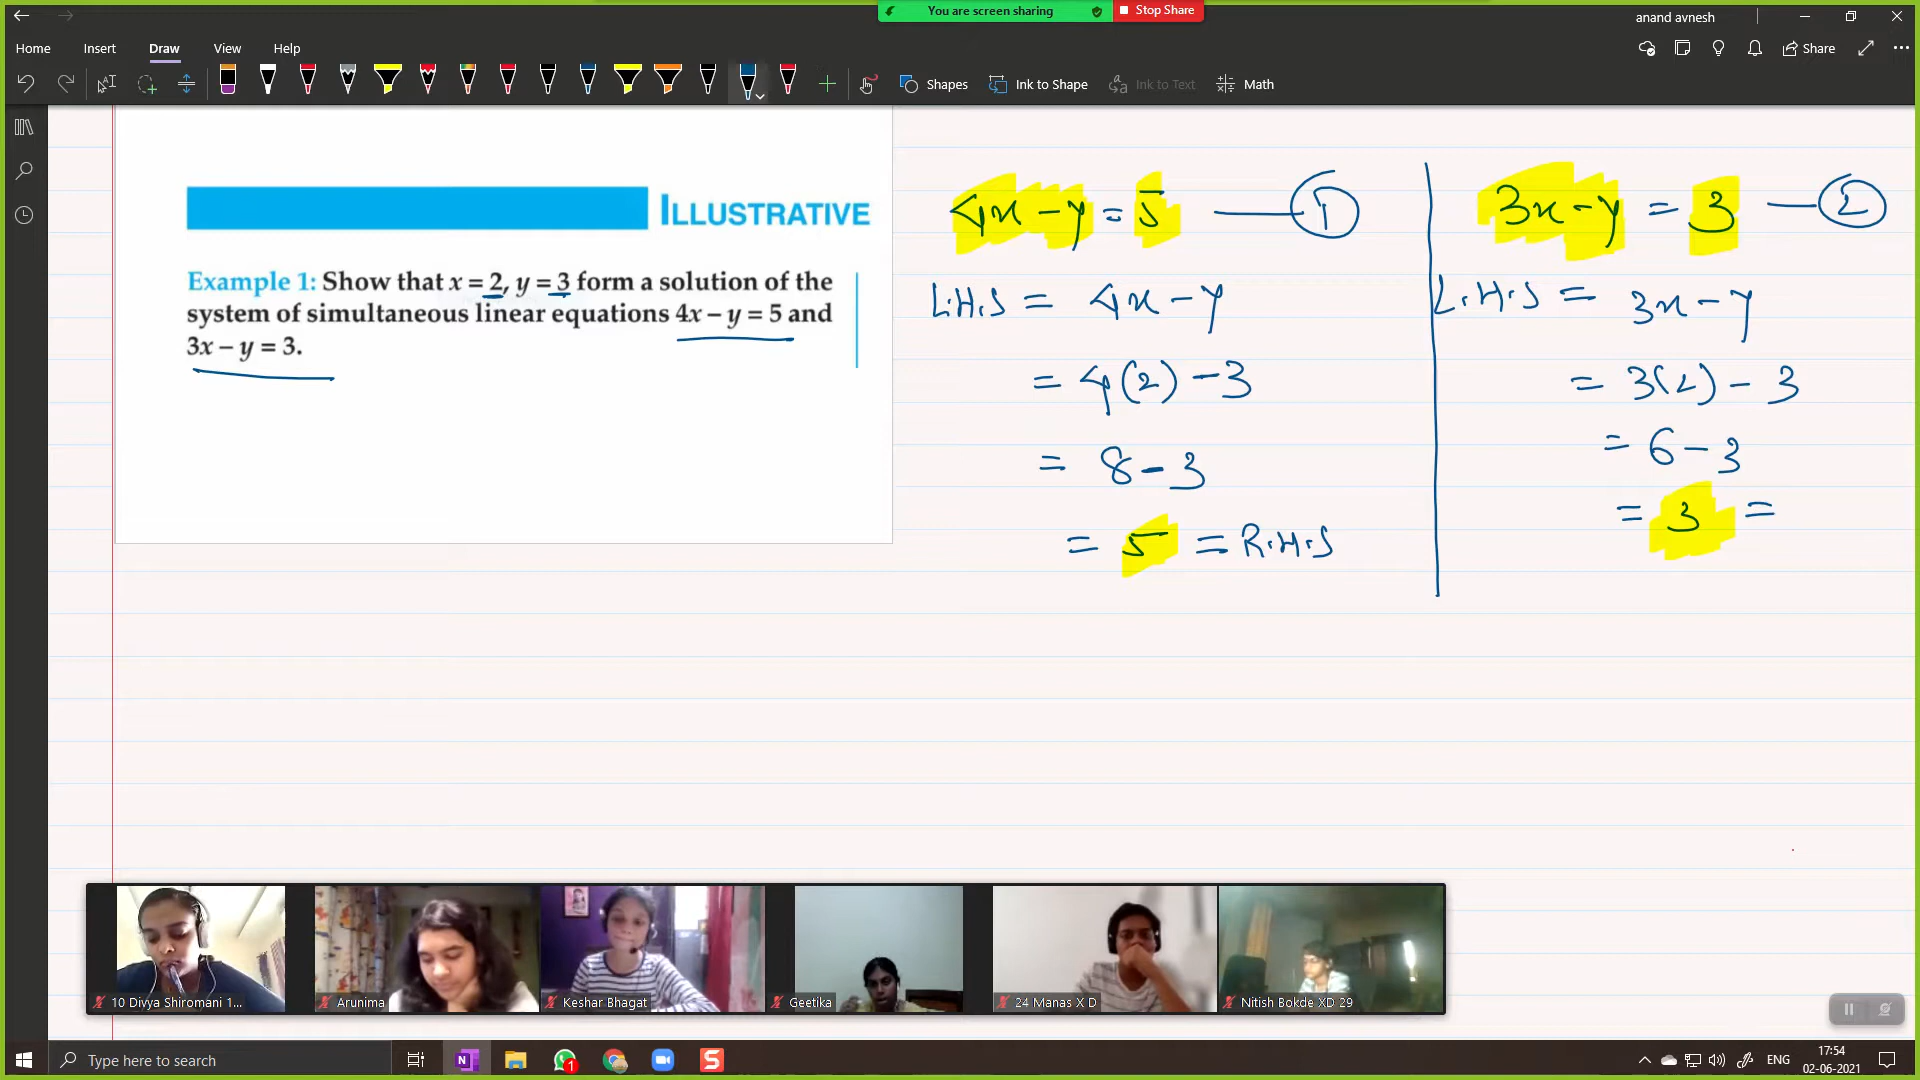 You are screen sharing
Stop Share
anand avnesh
Home Insert Draw View Help
Share
Shapes
Ink to Shape
Ink to Text
Math
ILLUSTRATIVE
Example 1: Show that x = 2, y = 3 form a solution of the
system of simultaneous linear equations 4x – y = 5 and
3x – y = 3.
4x - y = 5 — 1
L.H.S = 4x - y
= 4(2) - 3
= 8 - 3
= 5 = R.H.S
3x - y = 3 — 2
L.H.S = 3x - y
= 3(2) - 3
= 6 - 3
= 3 =
10 Divya Shiromani 1...
Arunima
Keshar Bhagat
Geetika
24 Manas X D
Nitish Bokde XD 29
Type here to search
N
1
S
ENG
17:54
02-06-2021